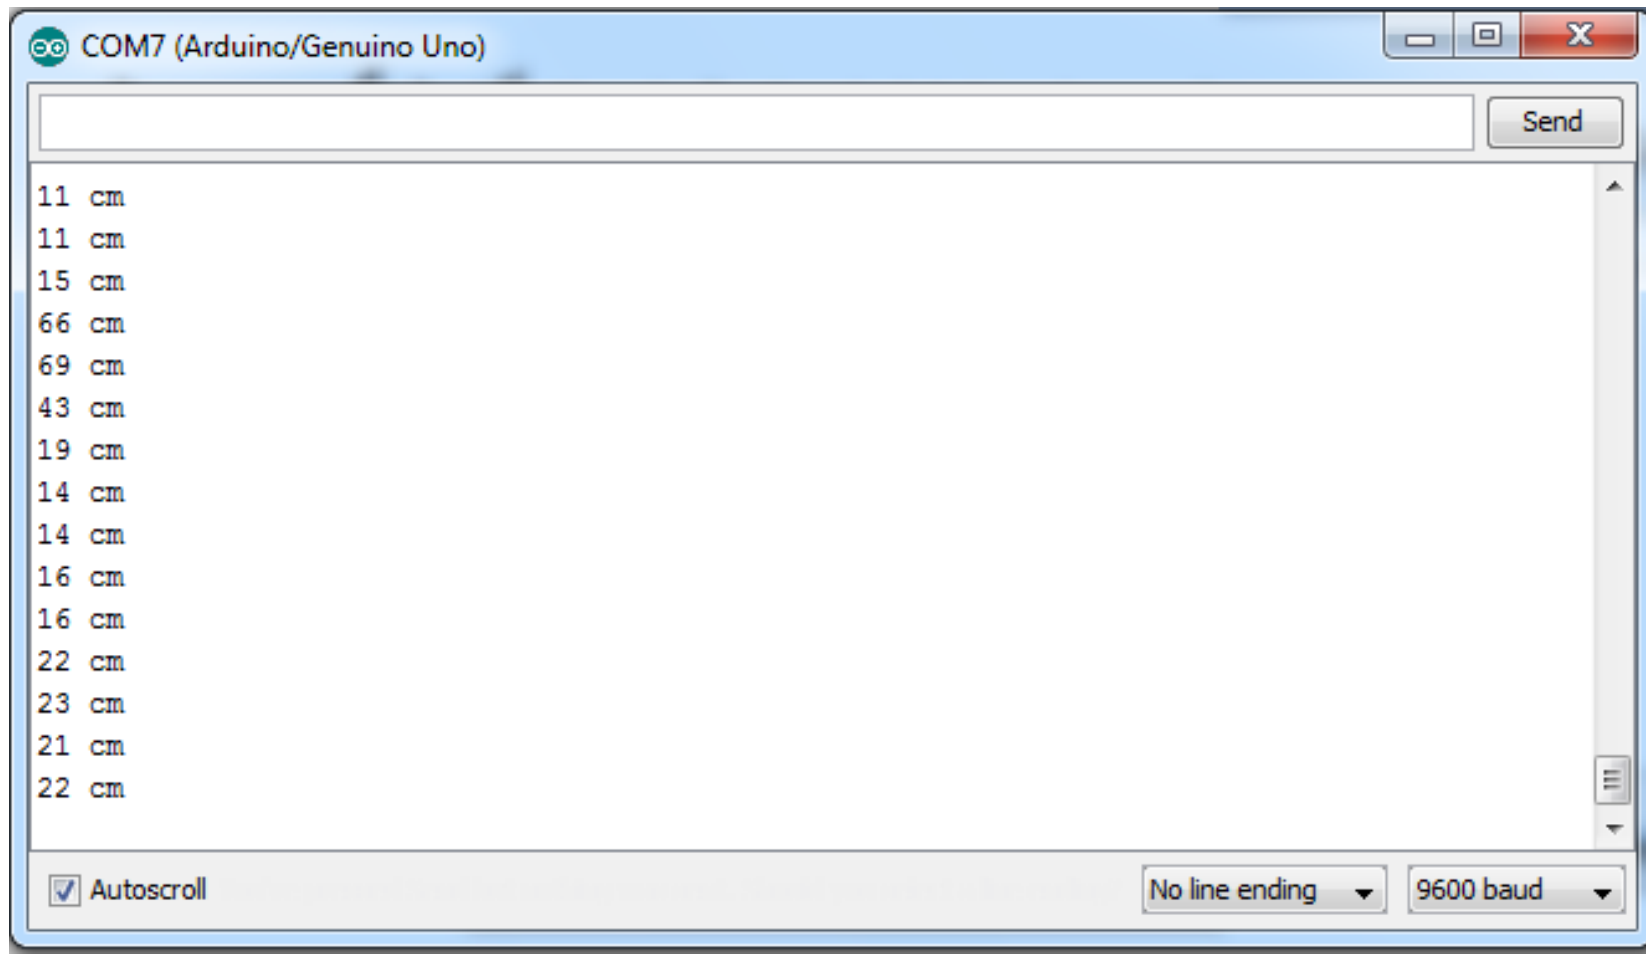 COM7 (Arduino/Genuino Uno)
Send
11 cm
11 cm
15 cm
66 cm
69 cm
43 cm
19 cm
14 cm
14 cm
16 cm
16 cm
22 cm
23 cm
21 cm
22 cm
Autoscroll
No line ending
9600 baud